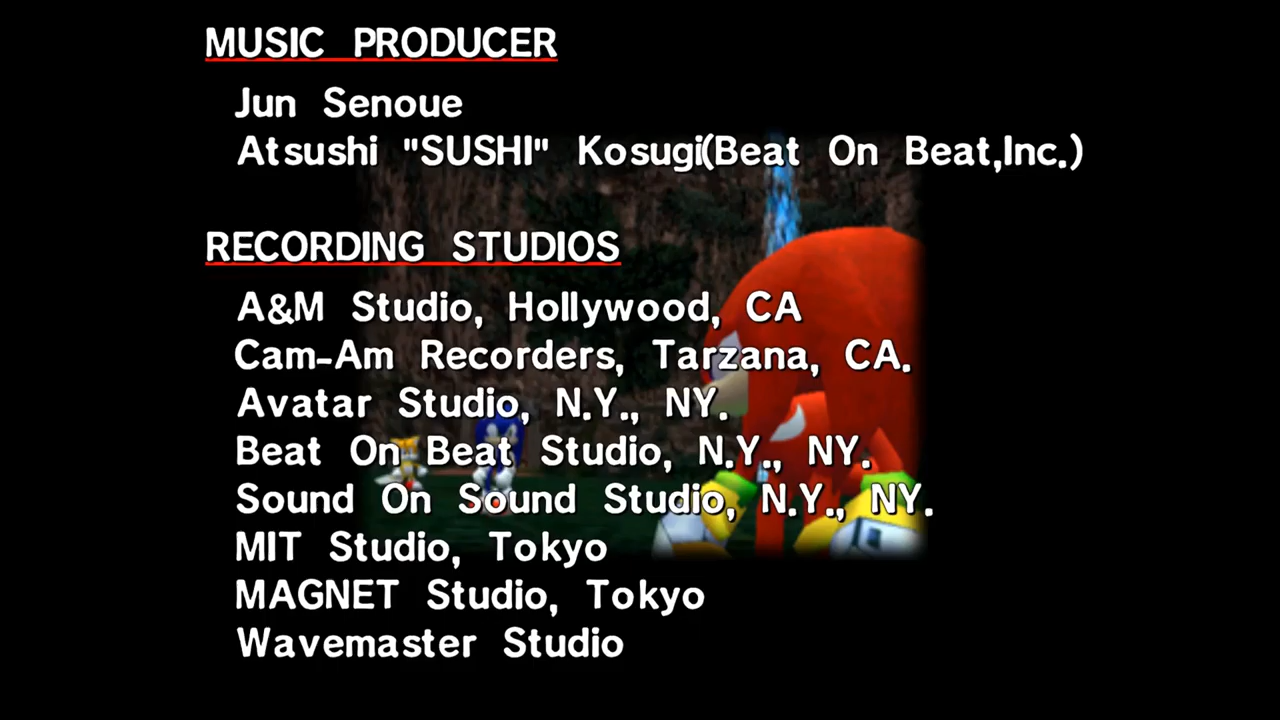 MUSIC PRODUCER
Jun Senoue
Atsushi "SUSHI" Kosugi(Beat On Beat,Inc.)
RECORDING STUDIOS
A&M Studio, Hollywood, CA
Cam-Am Recorders, Tarzana, CA.
Avatar Studio, N.Y., NY.
Beat On Beat Studio, N.Y., NY.
Sound On Sound Studio, N.Y., NY.
MIT Studio, Tokyo
MAGNET Studio, Tokyo
Wavemaster Studio